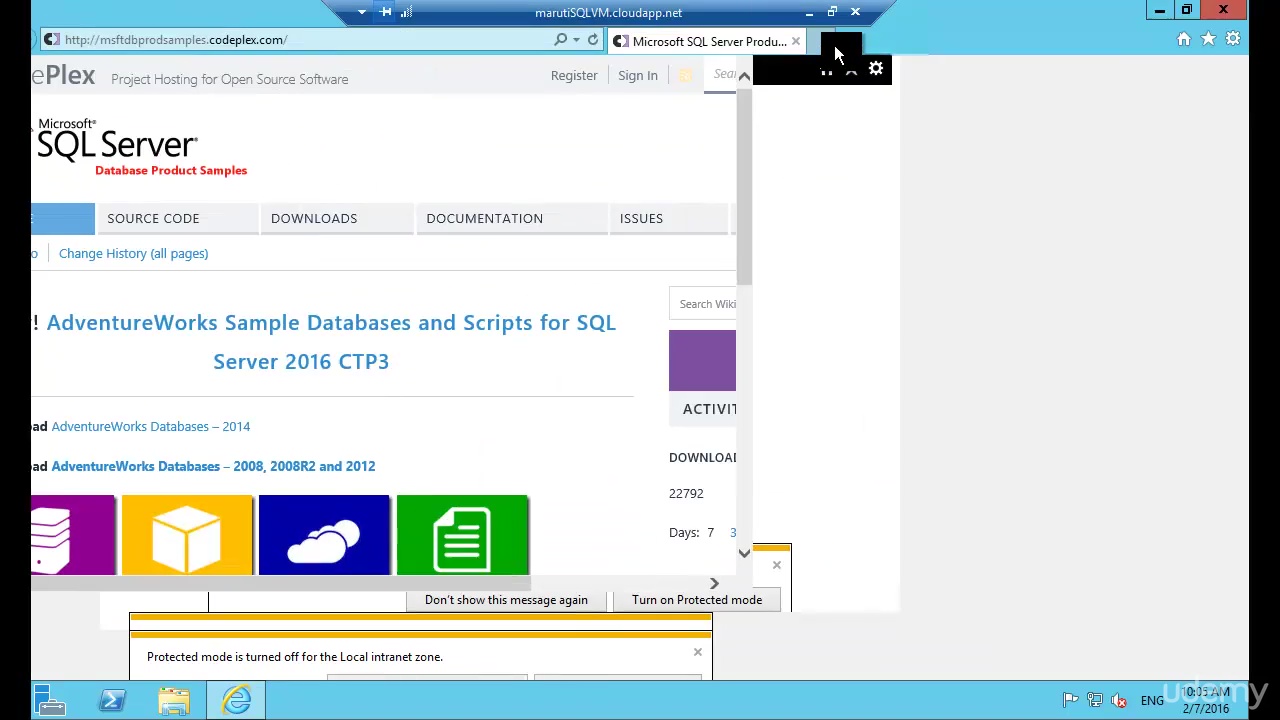 marutiSQLVM.cloudapp.net
http://msftdbprodsamples.codeplex.com/
Microsoft SQL Server Produ...
ePlex Project Hosting for Open Source Software
Register Sign In Sear
Microsoft®
SQL Server®
Database Product Samples
E SOURCE CODE DOWNLOADS DOCUMENTATION ISSUES
o Change History (all pages)
Search Wiki
! AdventureWorks Sample Databases and Scripts for SQL
Server 2016 CTP3
ACTIVIT
oad AdventureWorks Databases – 2014
DOWNLOAD
oad AdventureWorks Databases – 2008, 2008R2 and 2012
22792
Days: 7 3
Don't show this message again Turn on Protected mode
Protected mode is turned off for the Local intranet zone.
ENG
10:05 AM
2/7/2016
udemy